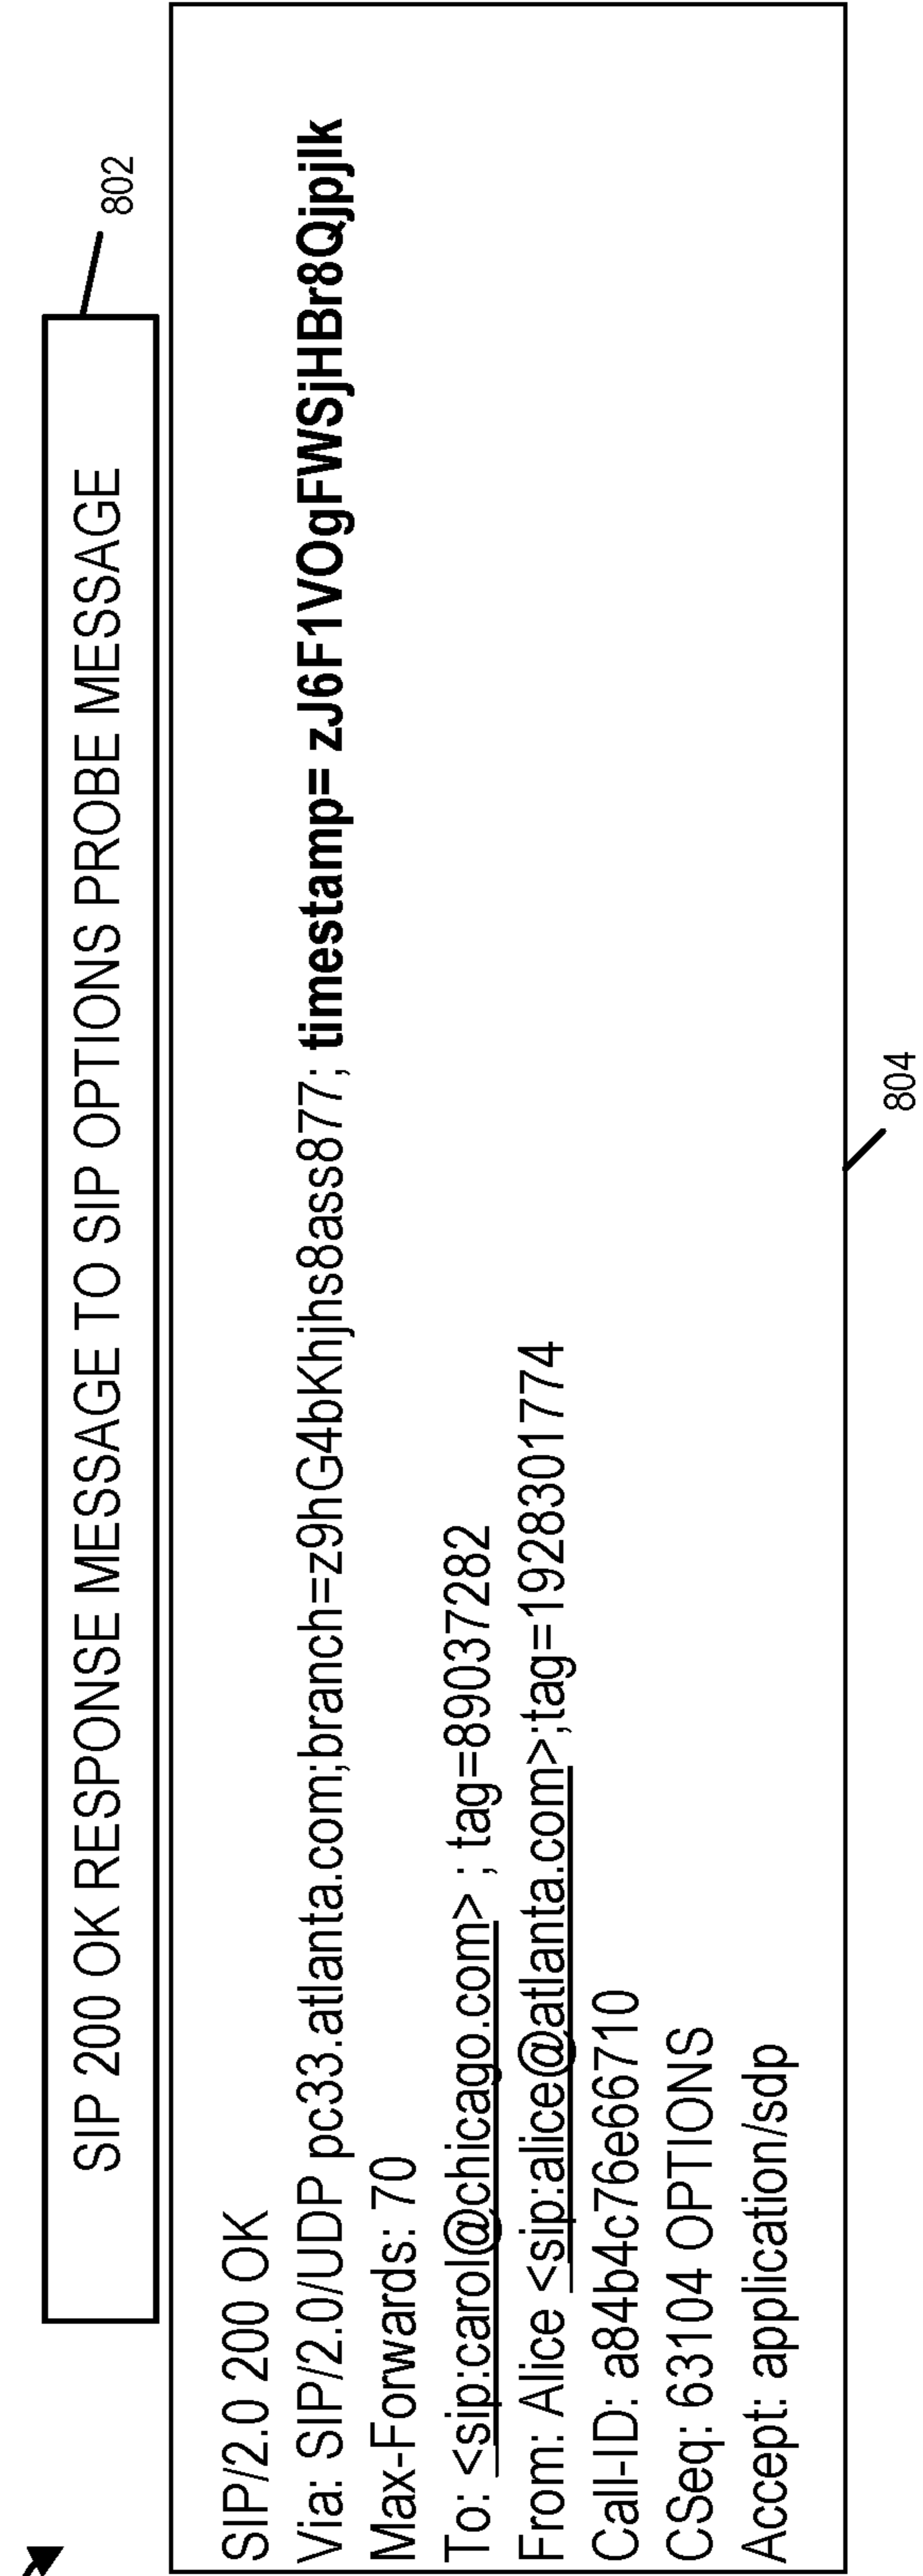 SIP 200 OK RESPONSE MESSAGE TO SIP OPTIONS PROBE MESSAGE
802
SIP/2.0 200 OK
Via: SIP/2.0/UDP pc33.atlanta.com;branch=z9hG4bKhjhs8ass877; timestamp= zJ6F1VOgFWSjHBr8Qjpjlk
Max-Forwards: 70
To: <sip:carol@chicago.com> ; tag=89037282
From: Alice <sip:alice@atlanta.com>;tag=1928301774
Call-ID: a84b4c76e66710
CSeq: 63104 OPTIONS
Accept: application/sdp
804